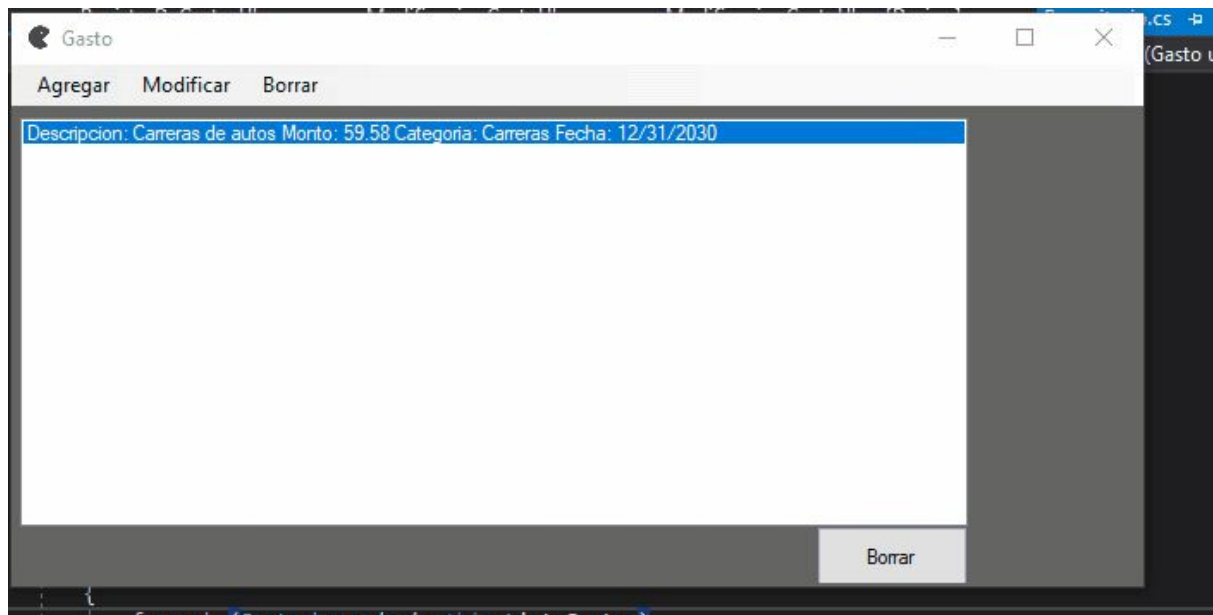 .cs
Gasto
(Gasto u
Agregar Modificar Borrar
Descripcion: Carreras de autos Monto: 59.58 Categoria: Carreras Fecha: 12/31/2030
Borrar
{